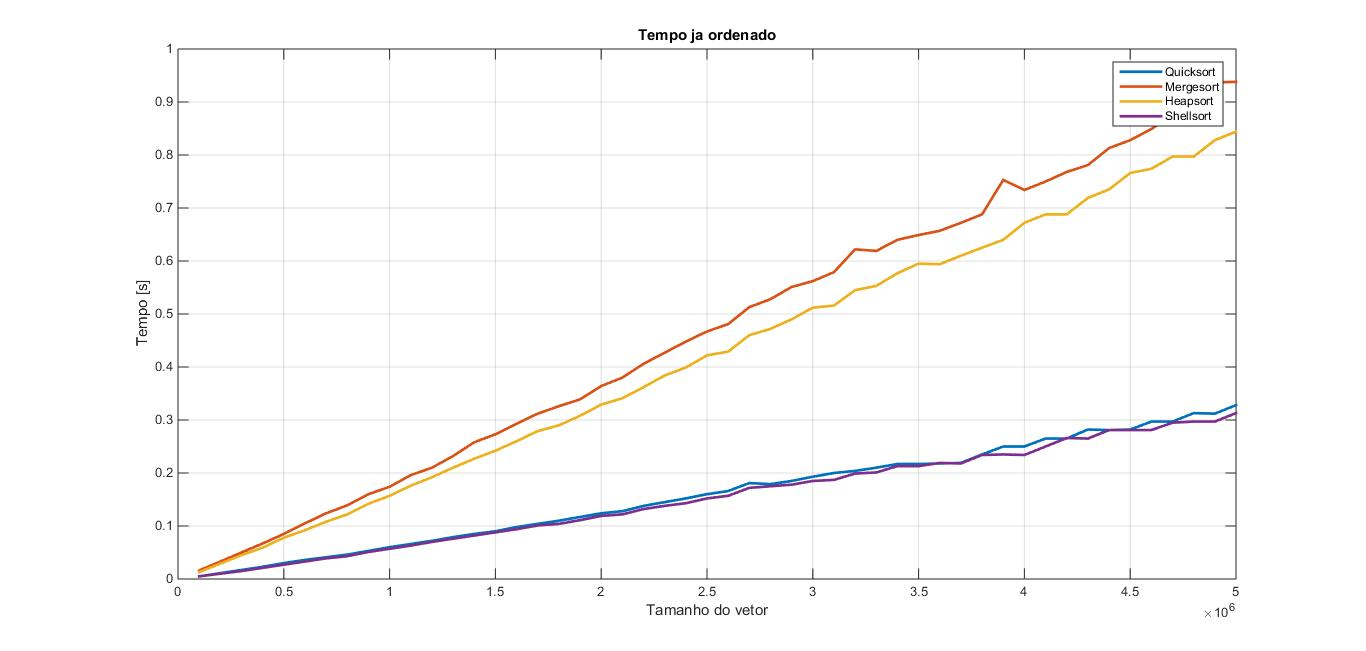 Tempo ja ordenado
Quicksort
Mergesort
Heapsort
Shellsort
Tempo [s]
1
0.9
0.8
0.7
0.6
0.5
0.4
0.3
0.2
0.1
0
0 0.5 1 1.5 2 2.5 3 3.5 4 4.5 5
Tamanho do vetor
×10⁶